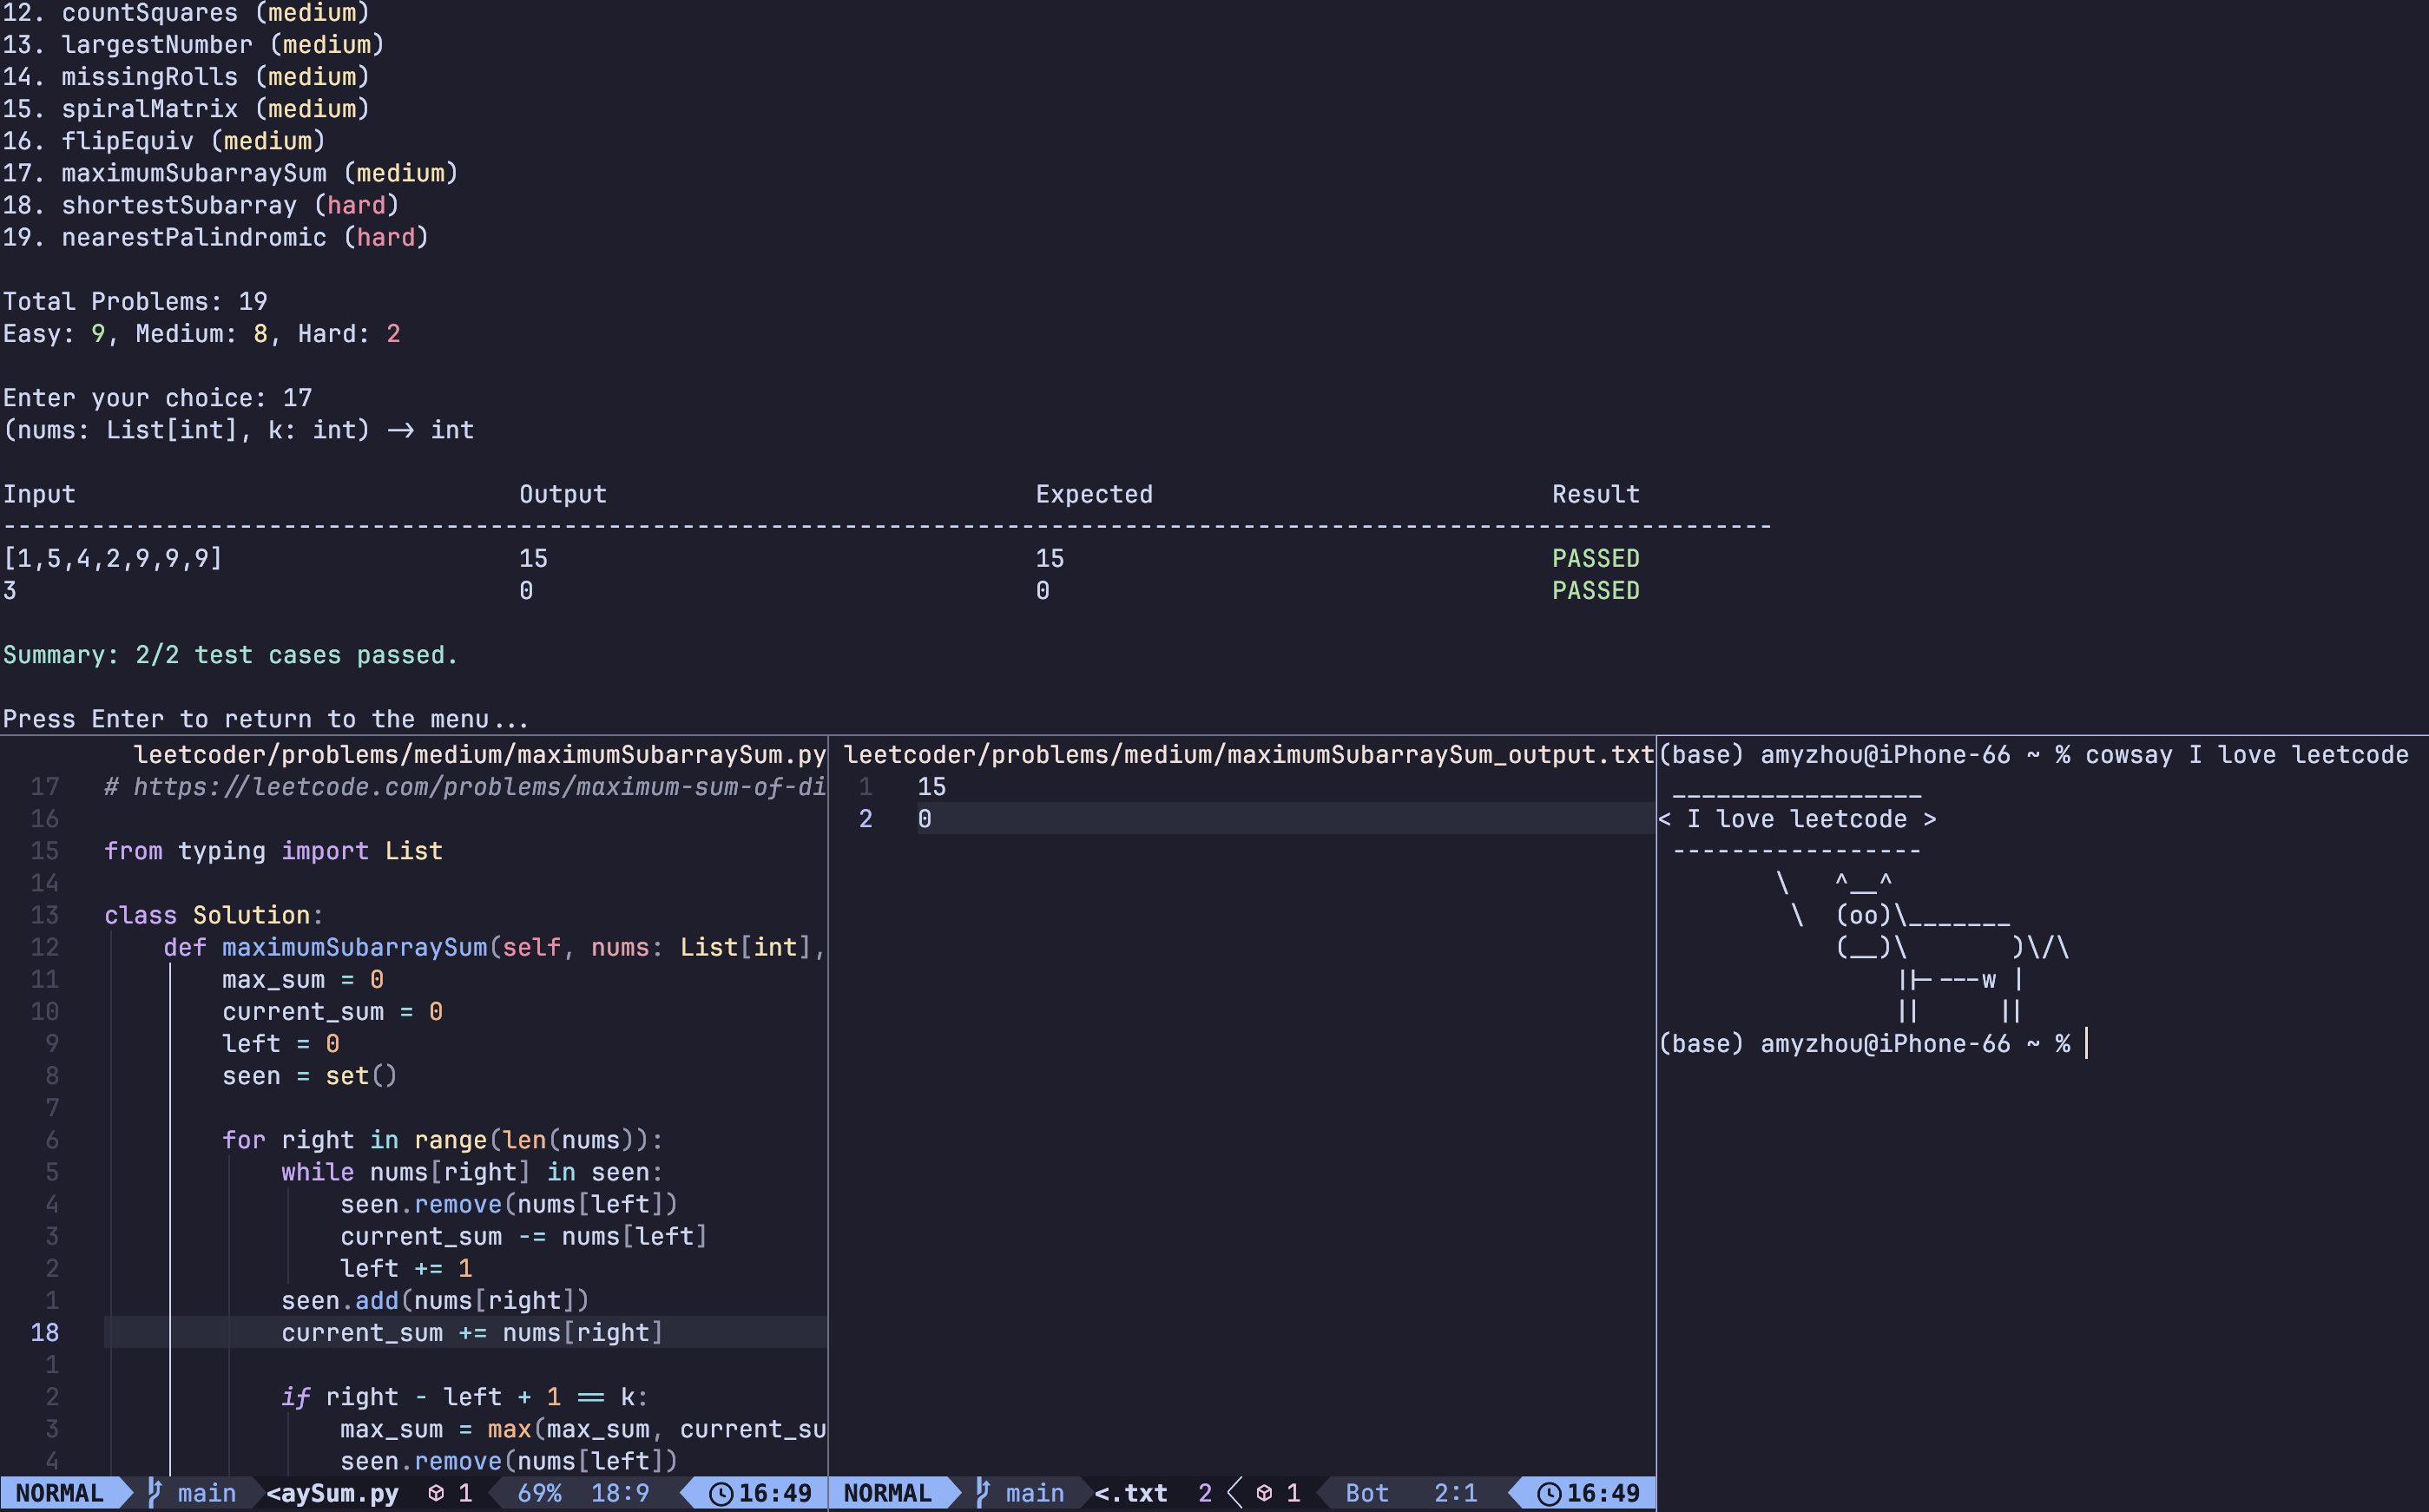 12. countSquares (medium)
13. largestNumber (medium)
14. missingRolls (medium)
15. spiralMatrix (medium)
16. flipEquiv (medium)
17. maximumSubarraySum (medium)
18. shortestSubarray (hard)
19. nearestPalindromic (hard)
Total Problems: 19
Easy: 9, Medium: 8, Hard: 2
Enter your choice: 17
(nums: List[int], k: int) -> int
Input Output Expected Result
------------------------------------------------------------------------------------------------------------------------
[1,5,4,2,9,9,9] 15 15 PASSED
3 0 0 PASSED
Summary: 2/2 test cases passed.
Press Enter to return to the menu...
leetcoder/problems/medium/maximumSubarraySum.py
17 # https://leetcode.com/problems/maximum-sum-of-di
16
15 from typing import List
14
13 class Solution:
12     def maximumSubarraySum(self, nums: List[int],
11         max_sum = 0
10         current_sum = 0
9         left = 0
8         seen = set()
7
6         for right in range(len(nums)):
5             while nums[right] in seen:
4                 seen.remove(nums[left])
3                 current_sum -= nums[left]
2                 left += 1
1             seen.add(nums[right])
18             current_sum += nums[right]
1
2             if right - left + 1 == k:
3                 max_sum = max(max_sum, current_su
4                 seen.remove(nums[left])
NORMAL main <aySum.py 1 69% 18:9 16:49
leetcoder/problems/medium/maximumSubarraySum_output.txt
1 15
2 0
NORMAL main <.txt 2 1 Bot 2:1 16:49
(base) amyzhou@iPhone-66 ~ % cowsay I love leetcode
 _________________
< I love leetcode >
 -----------------
        \   ^__^
         \  (oo)\_______
            (__)\       )\/\
                ||----w |
                ||     ||
(base) amyzhou@iPhone-66 ~ %